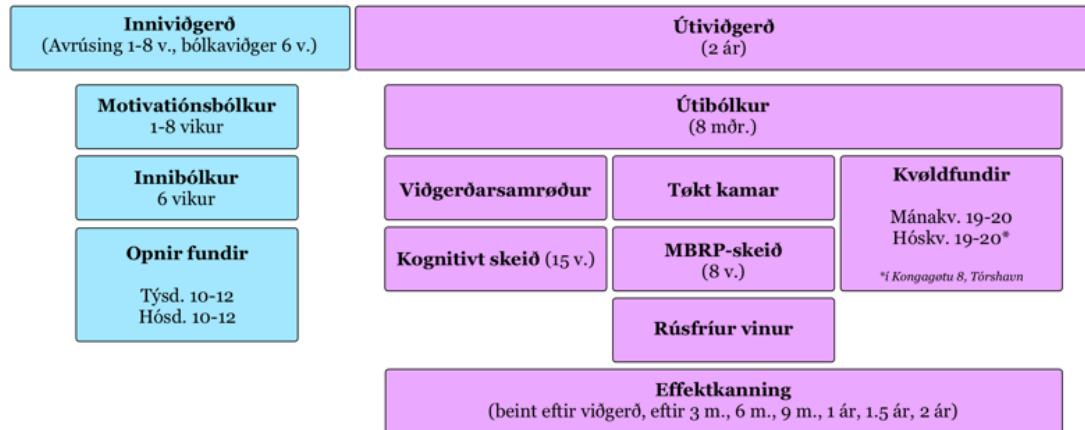 Inniviðgerð
(Avrúsing 1-8 v., bólkaviðger 6 v.)
Útiviðgerð
(2 ár)
Motivatiónsbólkur
1-8 vikur
Innibólkur
6 vikur
Opnir fundir
Týsd. 10-12
Hósd. 10-12
Útibólkur
(8 mðr.)
Viðgerðarsamrøður
Tøkt kamar
Kvøldfundir
Mánakv. 19-20
Hóskv. 19-20*
*í Kongagøtu 8, Tórshavn
Kognitivt skeið (15 v.)
MBRP-skeið
(8 v.)
Rúsfríur vinur
Effektkanning
(beint eftir viðgerð, eftir 3 m., 6 m., 9 m., 1 ár, 1.5 ár, 2 ár)